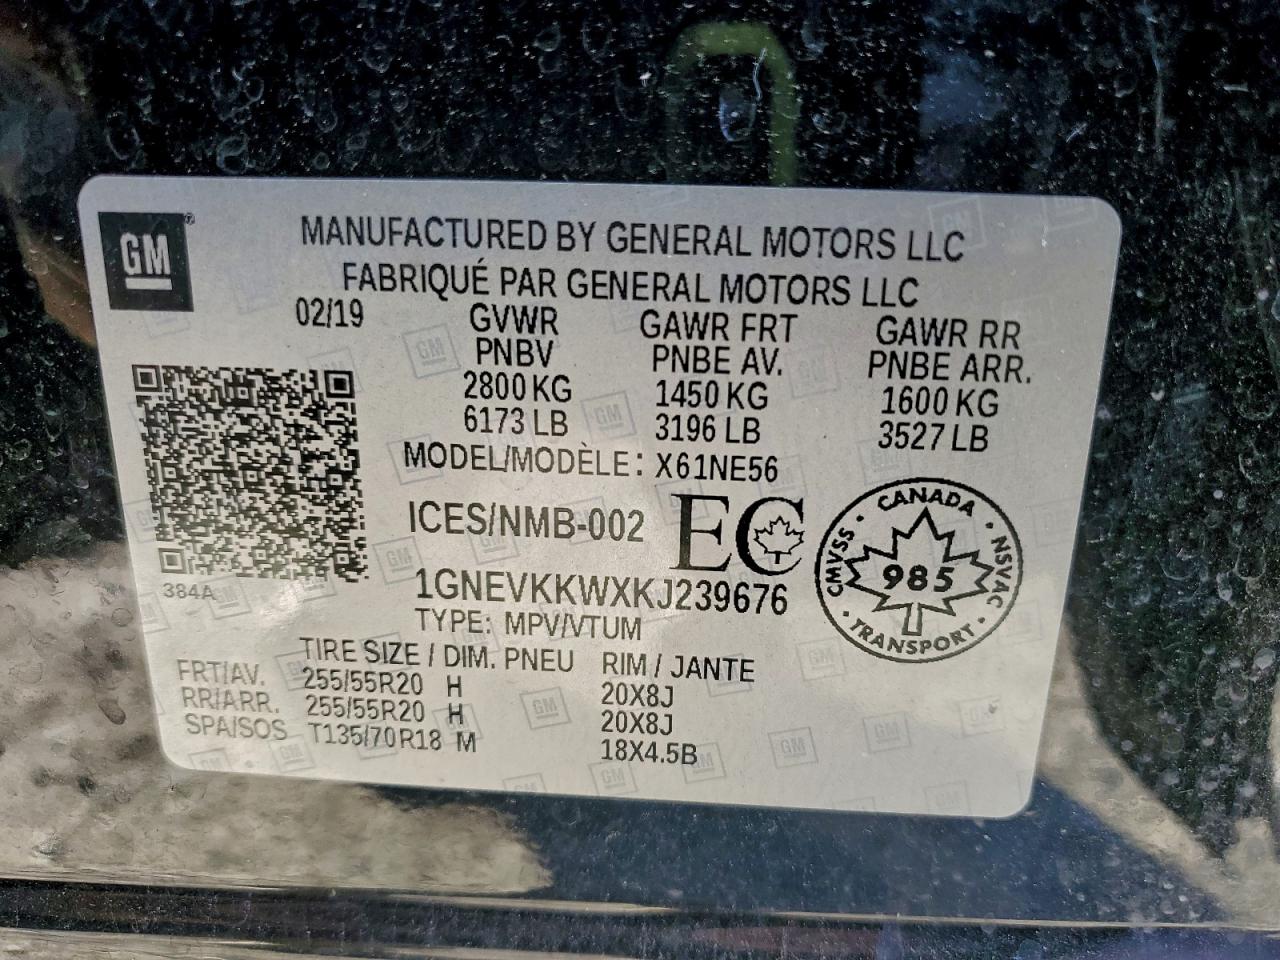 GM®
MANUFACTURED BY GENERAL MOTORS LLC
FABRIQUÉ PAR GENERAL MOTORS LLC
02/19 GVWR GAWR FRT GAWR RR
PNBV PNBE AV. PNBE ARR.
2800 KG 1450 KG 1600 KG
6173 LB 3196 LB 3527 LB
MODEL/MODÈLE: X61NE56
ICES/NMB-002 EC
CANADA · NSVAC · TRANSPORT · CMVSS ·
985
384A
1GNEVKKWXKJ239676
TYPE: MPV/VTUM
TIRE SIZE / DIM. PNEU RIM / JANTE
FRT/AV. 255/55R20 H 20X8J
RR/ARR. 255/55R20 H 20X8J
SPA/SOS T135/70R18 M 18X4.5B